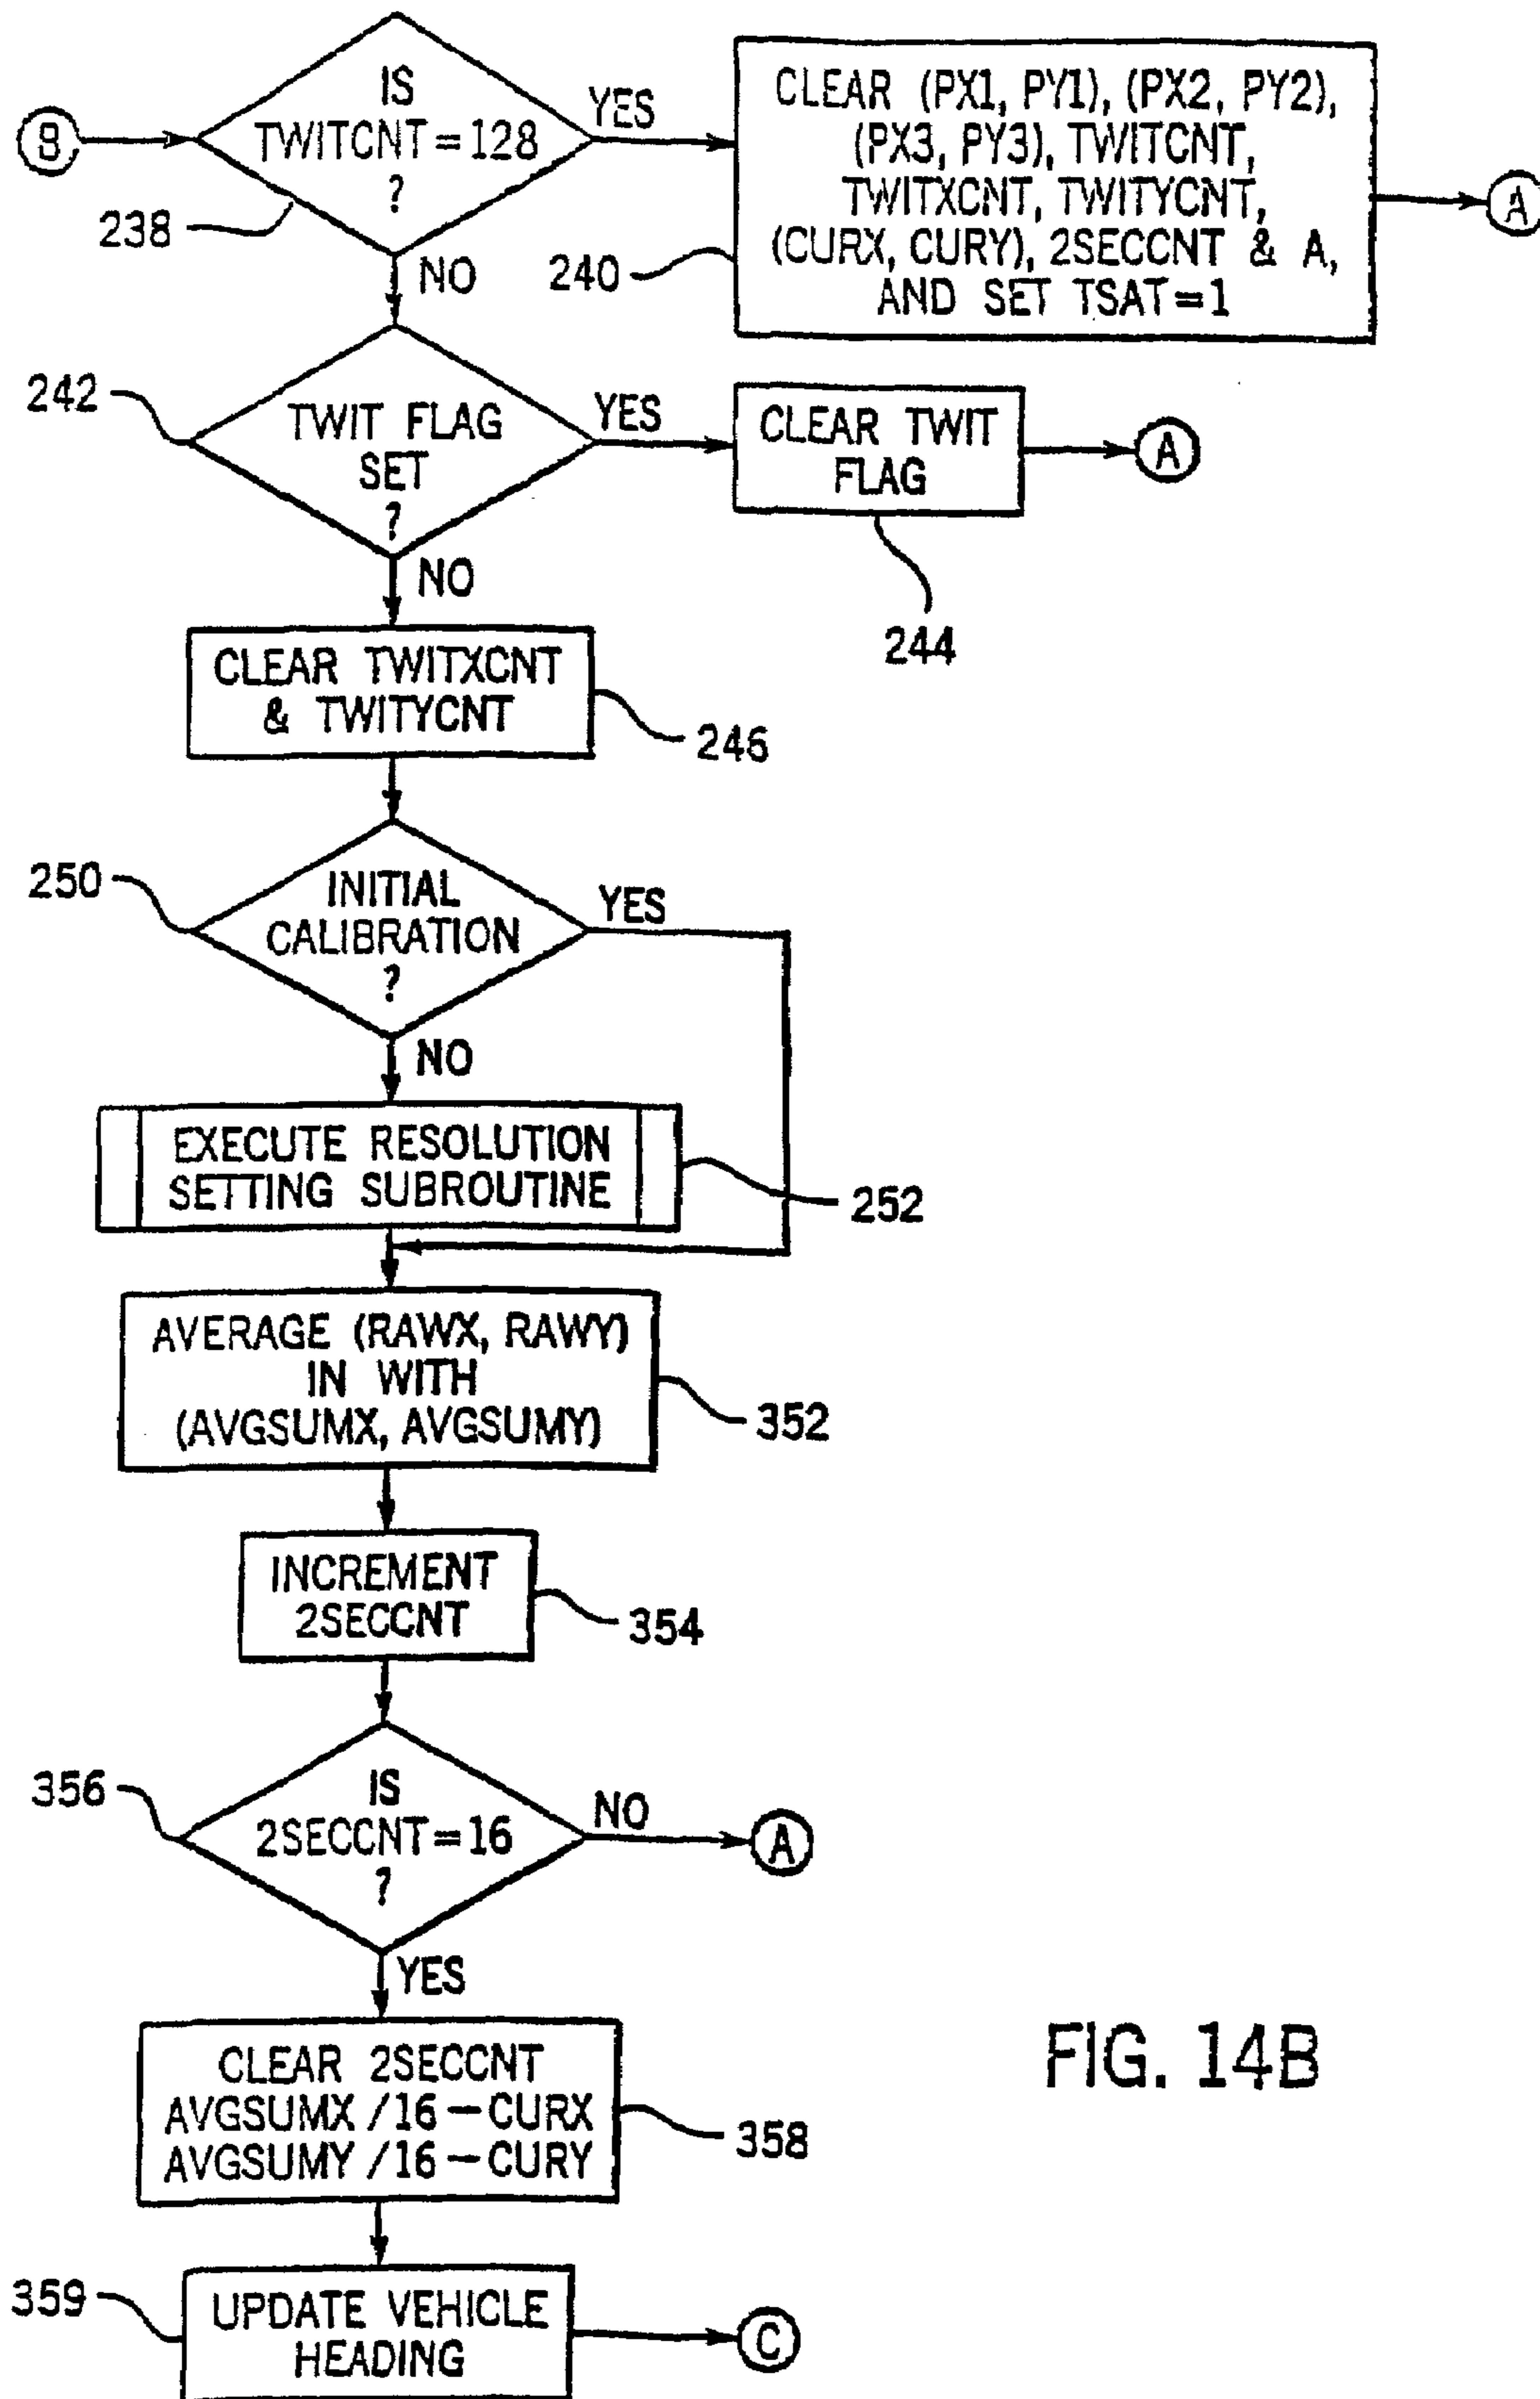 B
IS
TWITCNT=128
?
238
YES
NO
CLEAR (PX1, PY1), (PX2, PY2),
(PX3, PY3), TWITCNT,
TWITXCNT, TWITYCNT,
(CURX, CURY), 2SECCNT & A,
AND SET TSAT=1
240
A
242
TWIT FLAG
SET
?
YES
NO
CLEAR TWIT
FLAG
244
A
CLEAR TWITXCNT
& TWITYCNT
246
250
INITIAL
CALIBRATION
?
YES
NO
EXECUTE RESOLUTION
SETTING SUBROUTINE
252
AVERAGE (RAWX, RAWY)
IN WITH
(AVGSUMX, AVGSUMY)
352
INCREMENT
2SECCNT
354
356
IS
2SECCNT=16
?
NO
A
YES
CLEAR 2SECCNT
AVGSUMX /16 – CURX
AVGSUMY /16 – CURY
358
359
UPDATE VEHICLE
HEADING
C
FIG. 14B